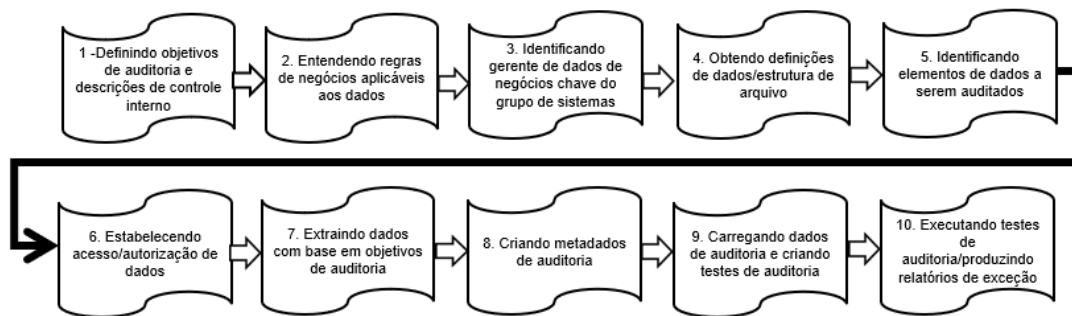 1 -Definindo objetivos
de auditoria e
descrições de controle
interno
2. Entendendo regras
de negócios aplicáveis
aos dados
3. Identificando
gerente de dados de
negócios chave do
grupo de sistemas
4. Obtendo definições
de dados/estrutura de
arquivo
5. Identificando
elementos de dados a
serem auditados
6. Estabelecendo
acesso/autorização de
dados
7. Extraindo dados
com base em objetivos
de auditoria
8. Criando metadados
de auditoria
9. Carregando dados
de auditoria e criando
testes de auditoria
10. Executando testes
de
auditoria/produzindo
relatórios de exceção